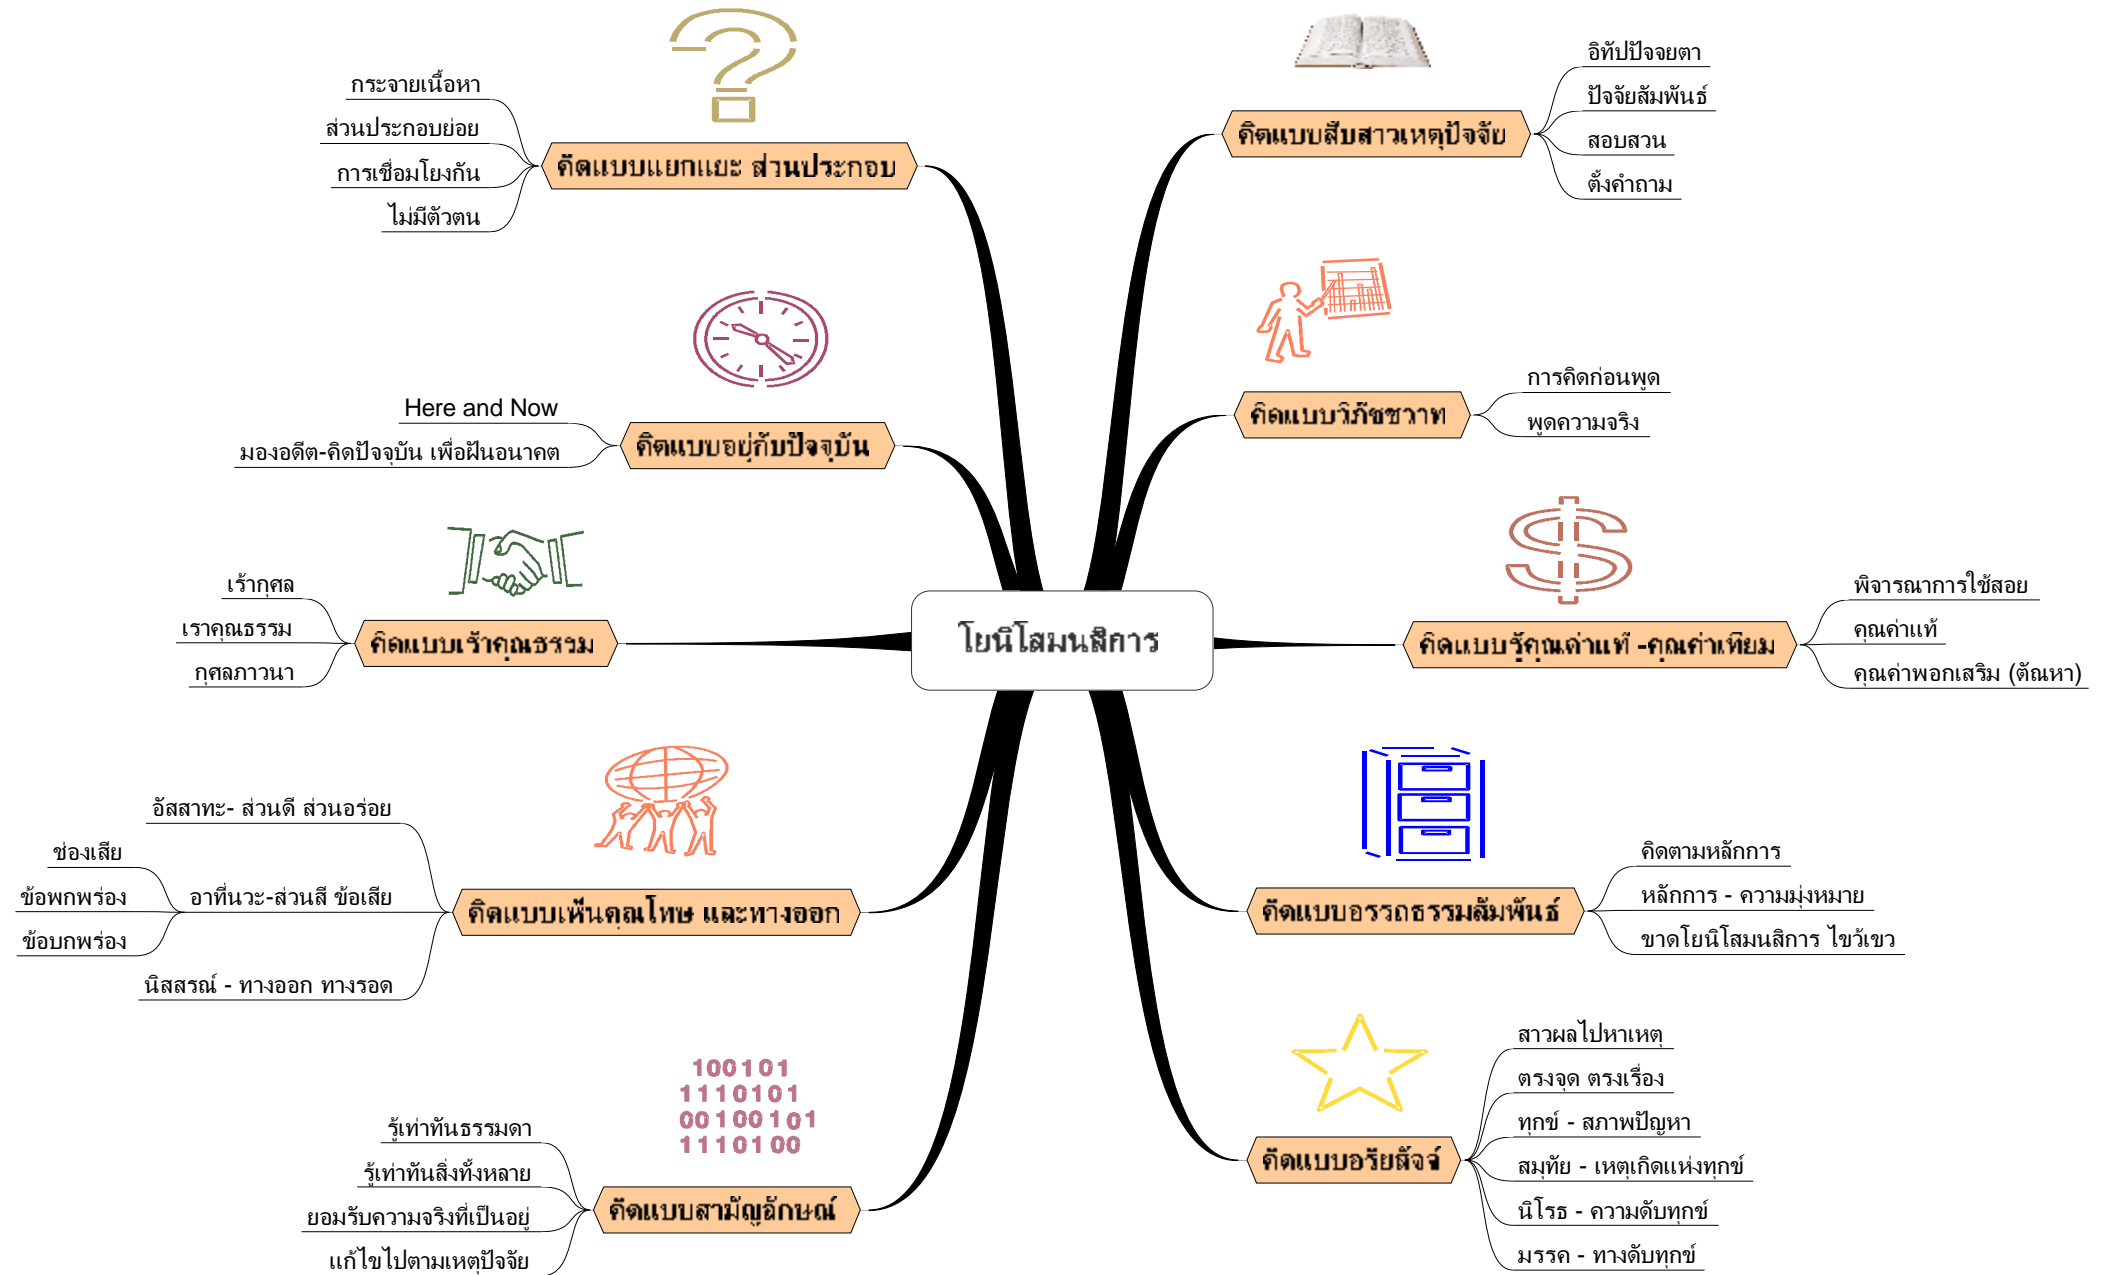 โยนิโสมนสิการ
คิดแบบสืบสาวเหตุปัจจัย
อิทัปปัจจยตา
ปัจจัยสัมพันธ์
สอบสวน
ตั้งคำถาม
คิดแบบวิภัชชวาท
การคิดก่อนพูด
พูดความจริง
คิดแบบรู้คุณค่าแท้ -คุณค่าเทียม
พิจารณาการใช้สอย
คุณค่าแท้
คุณค่าพอกเสริม (ตัณหา)
คิดแบบอรรถธรรมสัมพันธ์
คิดตามหลักการ
หลักการ - ความมุ่งหมาย
ขาดโยนิโสมนสิการ ไขว้เขว
คิดแบบอริยสัจจ์
สาวผลไปหาเหตุ
ตรงจุด ตรงเรื่อง
ทุกข์ - สภาพปัญหา
สมุทัย - เหตุเกิดแห่งทุกข์
นิโรธ - ความดับทุกข์
มรรค - ทางดับทุกข์
คิดแบบแยกแยะ ส่วนประกอบ
กระจายเนื้อหา
ส่วนประกอบย่อย
การเชื่อมโยงกัน
ไม่มีตัวตน
คิดแบบอยู่กับปัจจุบัน
Here and Now
มองอดีต-คิดปัจจุบัน เพื่อฝันอนาคต
คิดแบบเร้าคุณธรรม
เร้ากุศล
เราคุณธรรม
กุศลภาวนา
คิดแบบเห็นคุณโทษ และทางออก
อัสสาทะ- ส่วนดี ส่วนอร่อย
อาที่นวะ-ส่วนสี ข้อเสีย
ช่องเสีย
ข้อพกพร่อง
ข้อบกพร่อง
นิสสรณ์ - ทางออก ทางรอด
100101
1110101
00100101
1110100
คิดแบบสามัญลักษณ์
รู้เท่าทันธรรมดา
รู้เท่าทันสิ่งทั้งหลาย
ยอมรับความจริงที่เป็นอยู่
แก้ไขไปตามเหตุปัจจัย